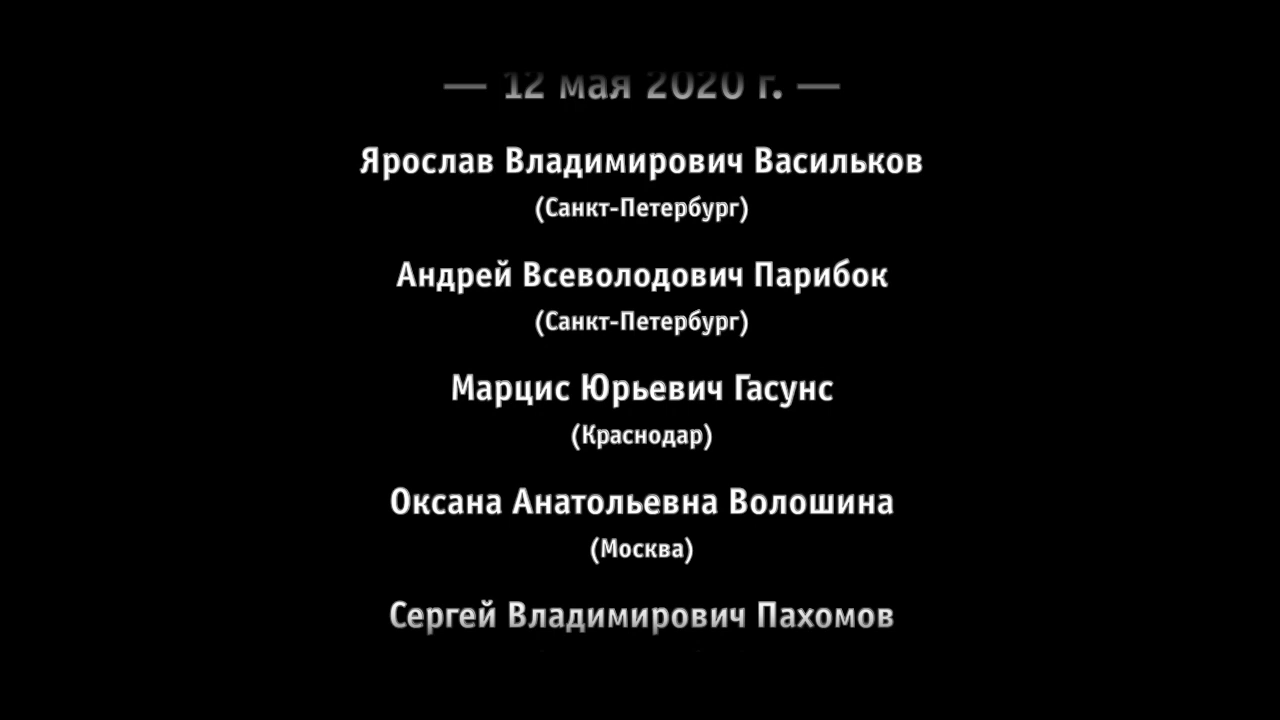 — 12 мая 2020 г. —
Ярослав Владимирович Васильков
(Санкт-Петербург)
Андрей Всеволодович Парибок
(Санкт-Петербург)
Марцис Юрьевич Гасунс
(Краснодар)
Оксана Анатольевна Волошина
(Москва)
Сергей Владимирович Пахомов